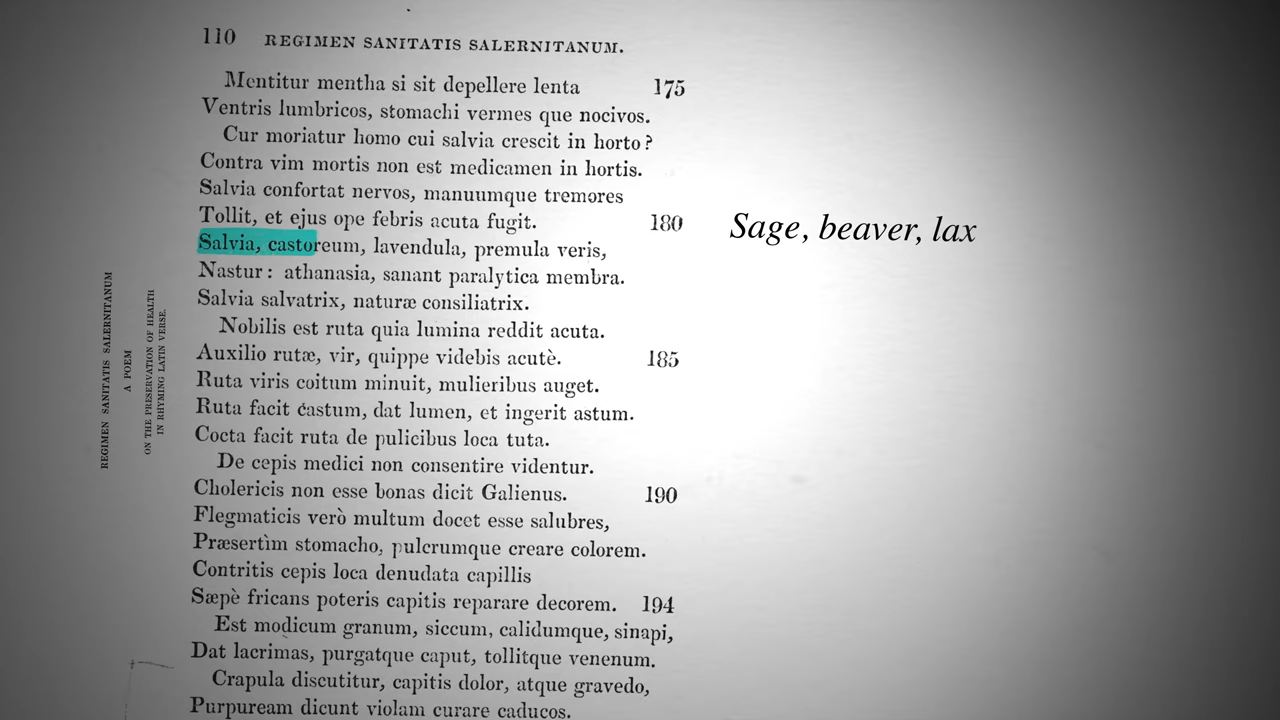 110 REGIMEN SANITATIS SALERNITANUM.
Mentitur mentha si sit depellere lenta 175
Ventris lumbricos, stomachi vermes que nocivos.
Cur moriatur homo cui salvia crescit in horto?
Contra vim mortis non est medicamen in hortis.
Salvia confortat nervos, manuumque tremores
Tollit, et ejus ope febris acuta fugit. 180
Salvia, castoreum, lavendula, premula veris,
Nastur: athanasia, sanant paralytica membra.
Salvia salvatrix, naturæ consiliatrix.
Nobilis est ruta quia lumina reddit acuta.
Auxilio rutæ, vir, quippe videbis acutè. 185
Ruta viris coitum minuit, mulieribus auget.
Ruta facit castum, dat lumen, et ingerit astum.
Cocta facit ruta de pulicibus loca tuta.
De cepis medici non consentire videntur.
Cholericis non esse bonas dicit Galienus. 190
Flegmaticis verò multum docet esse salubres,
Præsertìm stomacho, pulcrumque creare colorem.
Contritis cepis loca denudata capillis
Sæpè fricans poteris capitis reparare decorem. 194
Est modicum granum, siccum, calidumque, sinapi,
Dat lacrimas, purgatque caput, tollitque venenum.
Crapula discutitur, capitis dolor, atque gravedo,
Purpuream dicunt violam curare caducos.
Sage, beaver, lax
REGIMEN SANITATIS SALERNITANUM
A POEM
ON THE PRESERVATION OF HEALTH
IN RHYMING LATIN VERSE.